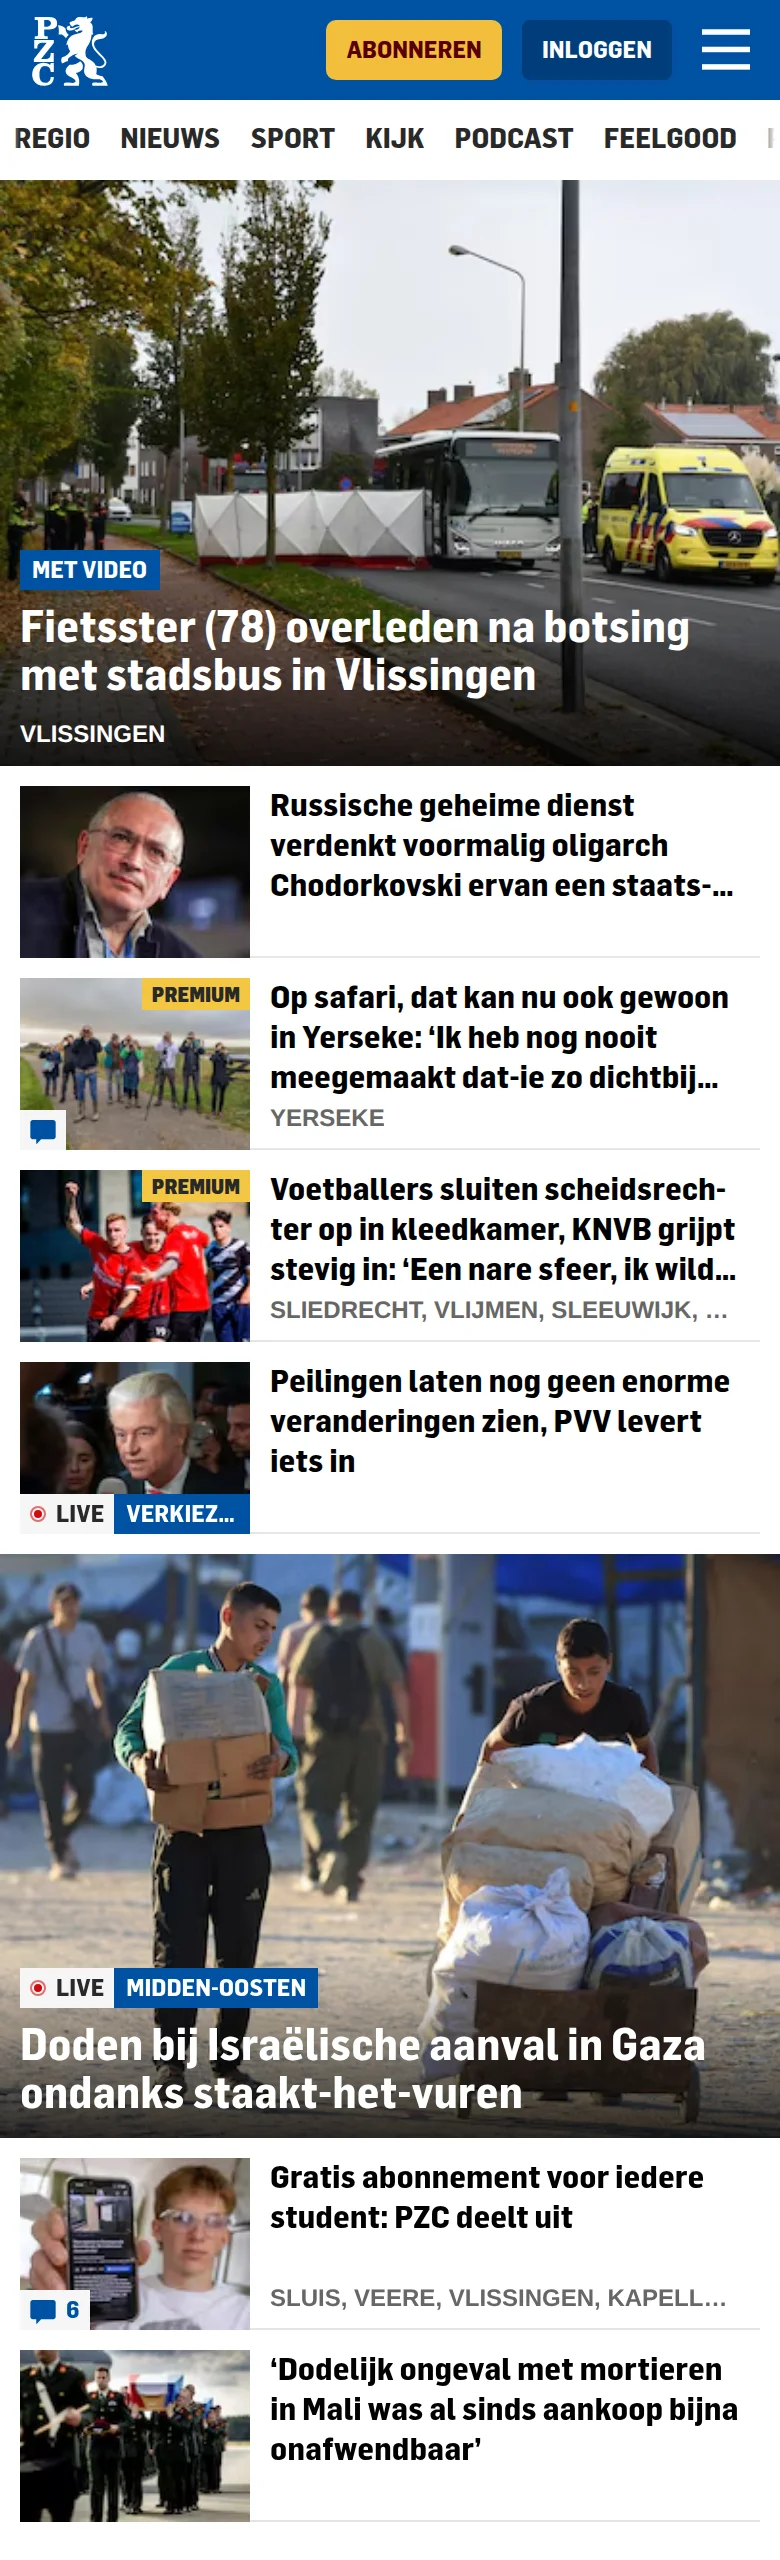 PZC
ABONNEREN
INLOGGEN
REGIO NIEUWS SPORT KIJK PODCAST FEELGOOD
MET VIDEO
Fietsster (78) overleden na botsing
met stadsbus in Vlissingen
VLISSINGEN
Russische geheime dienst
verdenkt voormalig oligarch
Chodorkovski ervan een staats-...
PREMIUM
Op safari, dat kan nu ook gewoon
in Yerseke: ‘Ik heb nog nooit
meegemaakt dat-ie zo dichtbij...
YERSEKE
PREMIUM
Voetballers sluiten scheidsrech-
ter op in kleedkamer, KNVB grijpt
stevig in: ‘Een nare sfeer, ik wild...
SLIEDRECHT, VLIJMEN, SLEEUWIJK, ...
Peilingen laten nog geen enorme
veranderingen zien, PVV levert
iets in
LIVE VERKIEZ...
LIVE MIDDEN-OOSTEN
Doden bij Israëlische aanval in Gaza
ondanks staakt-het-vuren
Gratis abonnement voor iedere
student: PZC deelt uit
6
SLUIS, VEERE, VLISSINGEN, KAPELL...
‘Dodelijk ongeval met mortieren
in Mali was al sinds aankoop bijna
onafwendbaar’